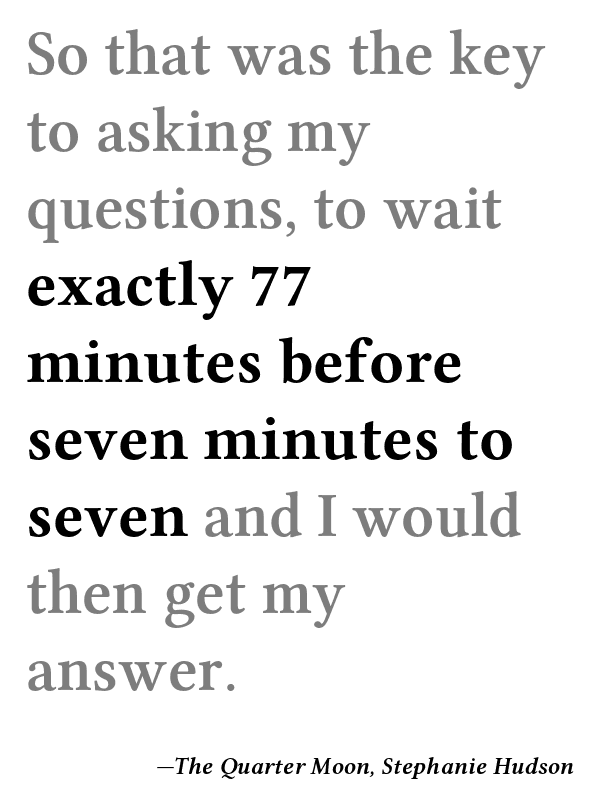 So that was the key
to asking my
questions, to wait
exactly 77
minutes before
seven minutes to
seven and I would
then get my
answer.
—The Quarter Moon, Stephanie Hudson